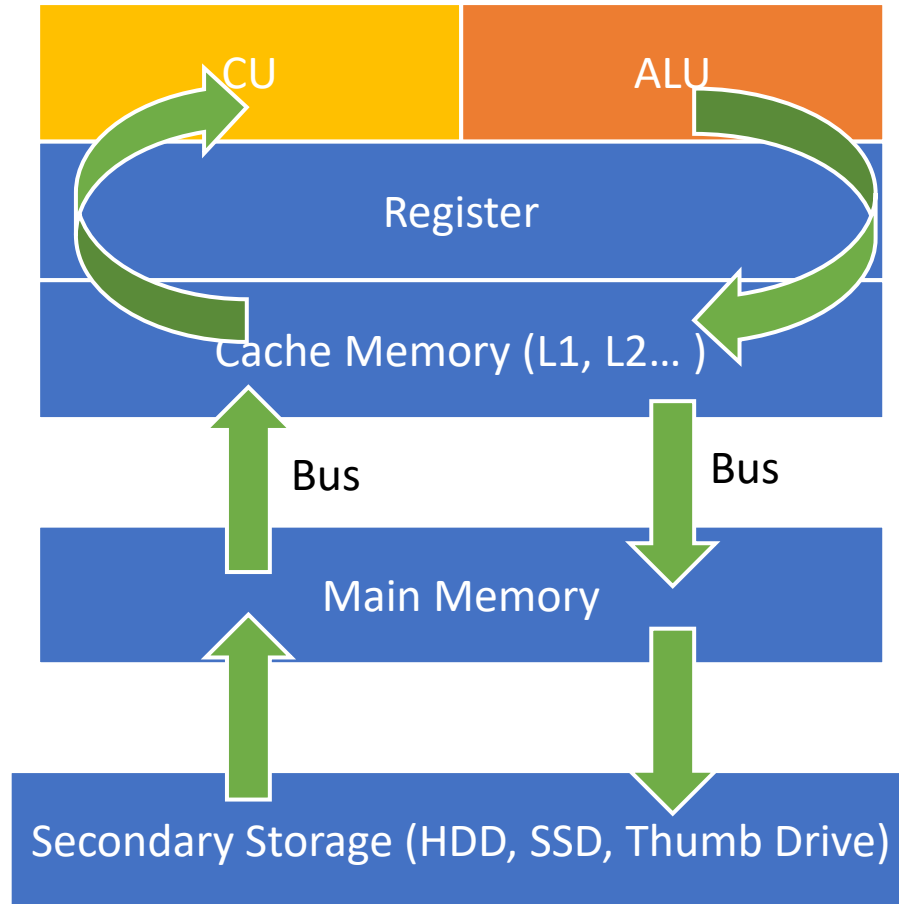 CU
ALU
Register
Cache Memory (L1, L2... )
Bus
Bus
Main Memory
Secondary Storage (HDD, SSD, Thumb Drive)